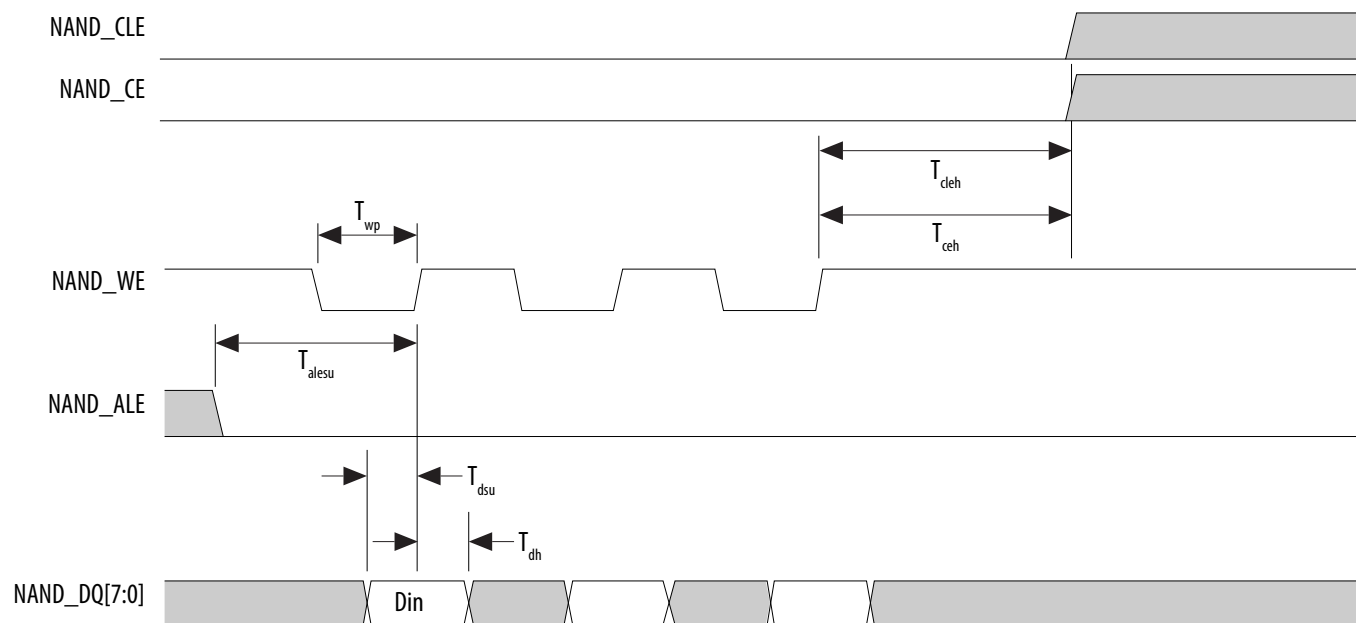 NAND_CLE
NAND_CE
T_cleh
T_wp
T_ceh
NAND_WE
T_alesu
NAND_ALE
T_dsu
T_dh
NAND_DQ[7:0]
Din